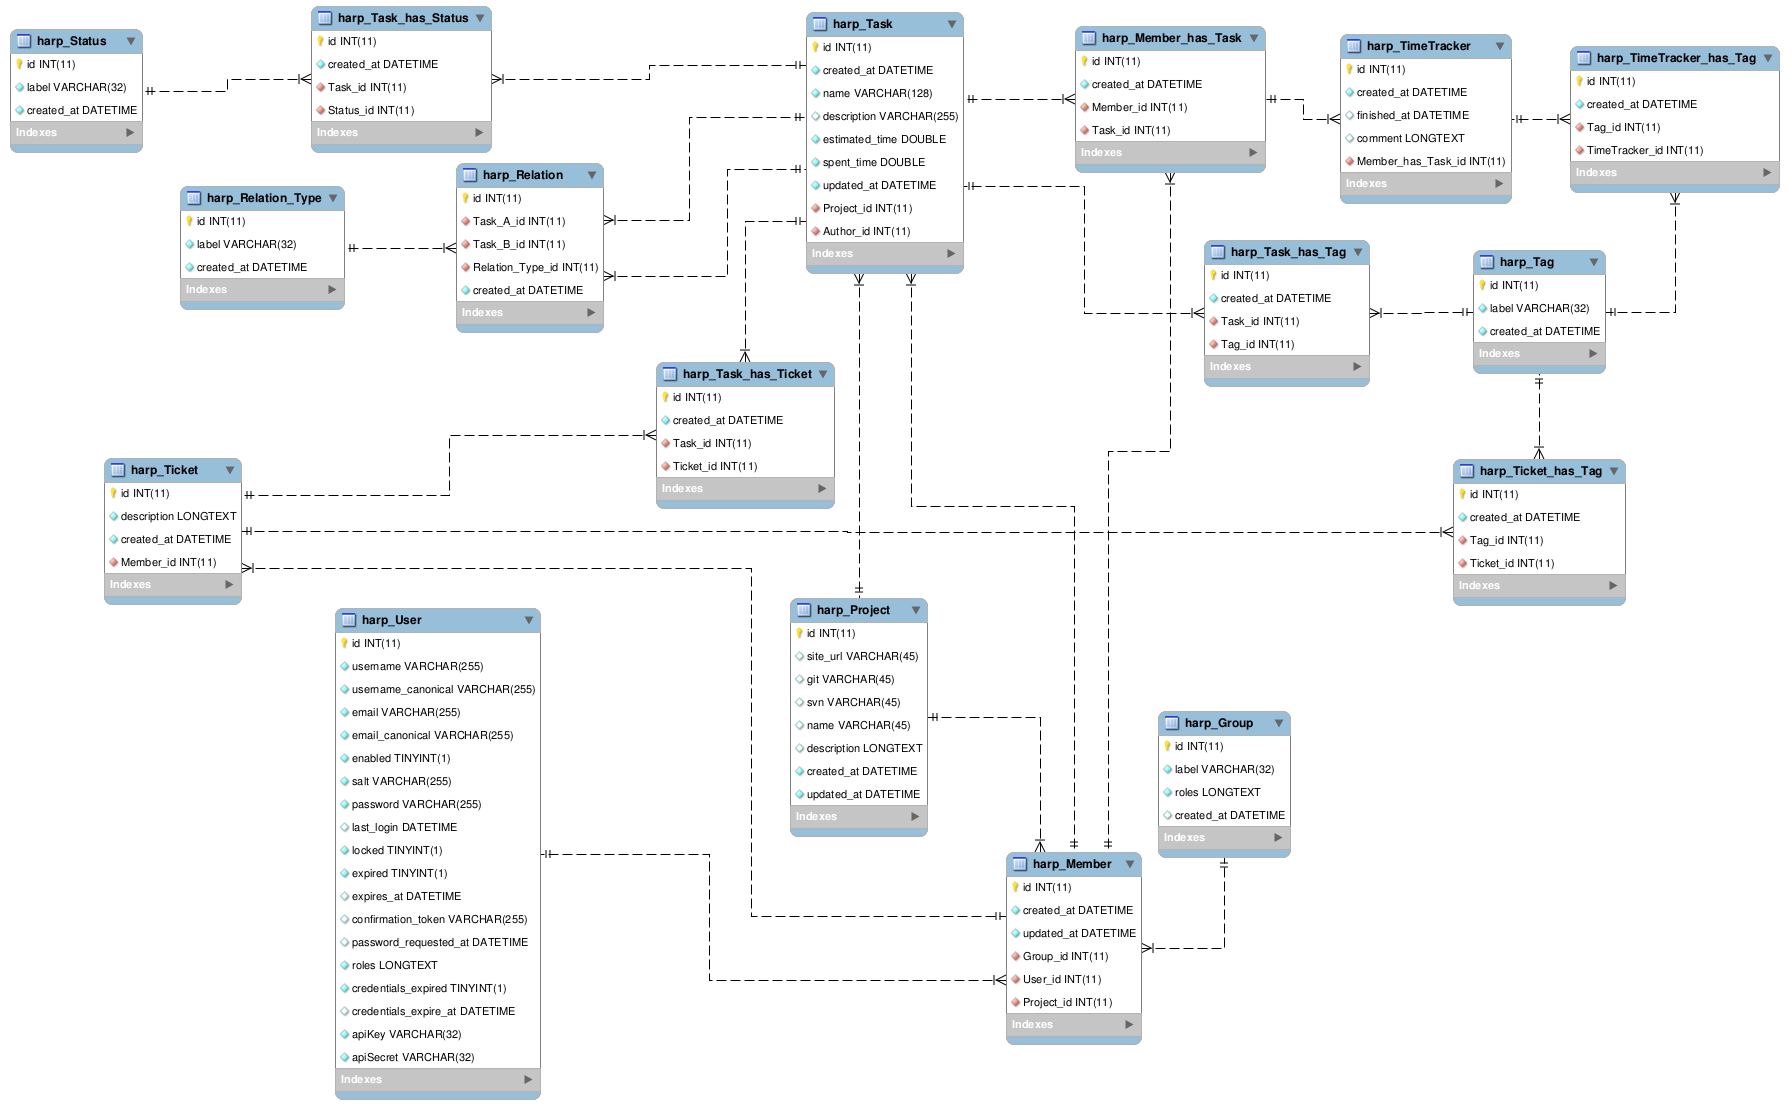 harp_Status
id INT(11)
label VARCHAR(32)
created_at DATETIME
Indexes
harp_Task_has_Status
id INT(11)
created_at DATETIME
Task_id INT(11)
Status_id INT(11)
Indexes
harp_Task
id INT(11)
created_at DATETIME
name VARCHAR(128)
description VARCHAR(255)
estimated_time DOUBLE
spent_time DOUBLE
updated_at DATETIME
Project_id INT(11)
Author_id INT(11)
Indexes
harp_Member_has_Task
id INT(11)
created_at DATETIME
Member_id INT(11)
Task_id INT(11)
Indexes
harp_TimeTracker
id INT(11)
created_at DATETIME
finished_at DATETIME
comment LONGTEXT
Member_has_Task_id INT(11)
Indexes
harp_TimeTracker_has_Tag
id INT(11)
created_at DATETIME
Tag_id INT(11)
TimeTracker_id INT(11)
Indexes
harp_Relation_Type
id INT(11)
label VARCHAR(32)
created_at DATETIME
Indexes
harp_Relation
id INT(11)
Task_A_id INT(11)
Task_B_id INT(11)
Relation_Type_id INT(11)
created_at DATETIME
Indexes
harp_Task_has_Tag
id INT(11)
created_at DATETIME
Task_id INT(11)
Tag_id INT(11)
Indexes
harp_Tag
id INT(11)
label VARCHAR(32)
created_at DATETIME
Indexes
harp_Task_has_Ticket
id INT(11)
created_at DATETIME
Task_id INT(11)
Ticket_id INT(11)
Indexes
harp_Ticket
id INT(11)
description LONGTEXT
created_at DATETIME
Member_id INT(11)
Indexes
harp_Ticket_has_Tag
id INT(11)
created_at DATETIME
Tag_id INT(11)
Ticket_id INT(11)
Indexes
harp_User
id INT(11)
username VARCHAR(255)
username_canonical VARCHAR(255)
email VARCHAR(255)
email_canonical VARCHAR(255)
enabled TINYINT(1)
salt VARCHAR(255)
password VARCHAR(255)
last_login DATETIME
locked TINYINT(1)
expired TINYINT(1)
expires_at DATETIME
confirmation_token VARCHAR(255)
password_requested_at DATETIME
roles LONGTEXT
credentials_expired TINYINT(1)
credentials_expire_at DATETIME
apiKey VARCHAR(32)
apiSecret VARCHAR(32)
Indexes
harp_Project
id INT(11)
site_url VARCHAR(45)
git VARCHAR(45)
svn VARCHAR(45)
name VARCHAR(45)
description LONGTEXT
created_at DATETIME
updated_at DATETIME
Indexes
harp_Group
id INT(11)
label VARCHAR(32)
roles LONGTEXT
created_at DATETIME
Indexes
harp_Member
id INT(11)
created_at DATETIME
updated_at DATETIME
Group_id INT(11)
User_id INT(11)
Project_id INT(11)
Indexes